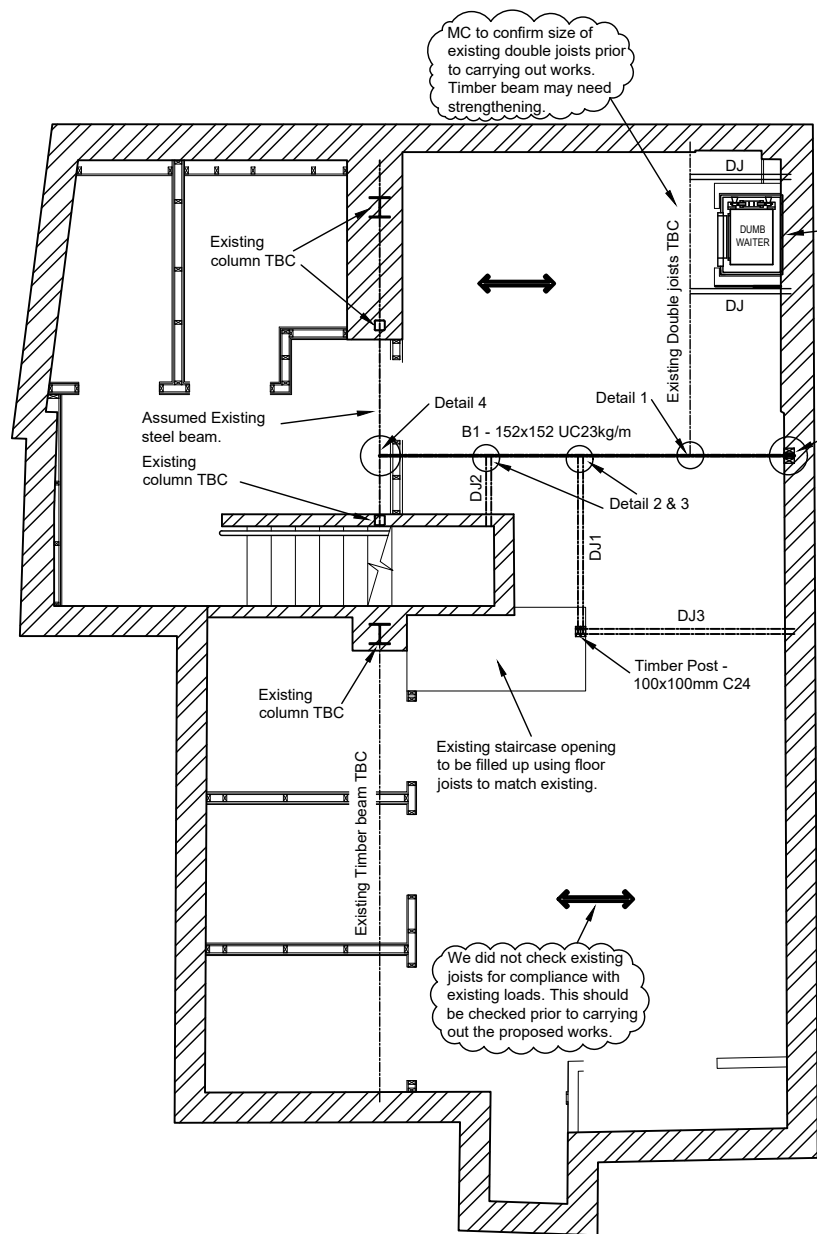 MC to confirm size of
existing double joists prior
to carrying out works.
Timber beam may need
strengthening.
DJ
DUMB
WAITER
DJ
Existing
column TBC
Existing Double joists TBC
Assumed Existing
steel beam.
Detail 4
Detail 1
B1 - 152x152 UC23kg/m
Existing
column TBC
DJ2
Detail 2 & 3
DJ1
DJ3
Timber Post -
100x100mm C24
Existing
column TBC
Existing staircase opening
to be filled up using floor
joists to match existing.
Existing Timber beam TBC
We did not check existing
joists for compliance with
existing loads. This should
be checked prior to carrying
out the proposed works.